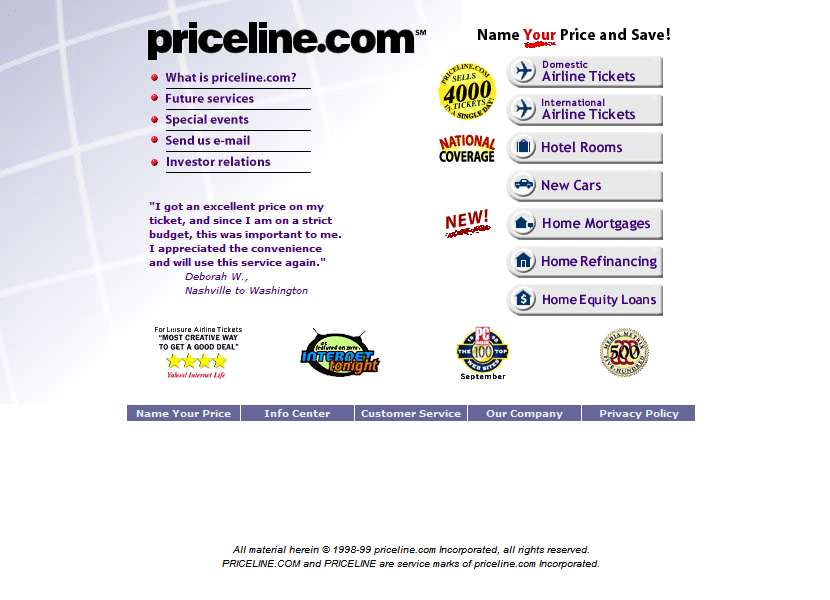 priceline.com℠
Name Your Price and Save!
What is priceline.com?
Future services
Special events
Send us e-mail
Investor relations
PRICELINE.COM
SELLS
4000
TICKETS
IN A SINGLE DAY
NATIONAL
COVERAGE
NEW!
Domestic
Airline Tickets
International
Airline Tickets
Hotel Rooms
New Cars
Home Mortgages
Home Refinancing
Home Equity Loans
"I got an excellent price on my
ticket, and since I am on a strict
budget, this was important to me.
I appreciated the convenience
and will use this service again."
Deborah W.,
Nashville to Washington
For Leisure Airline Tickets
"MOST CREATIVE WAY
TO GET A GOOD DEAL"
Yahoo! Internet Life
as
featured on
INTERNET
tonight
PC
THE 100 TOP
WEB SITES
September
MEDIA METRIX
500
FIVE HUNDRED
Name Your Price
Info Center
Customer Service
Our Company
Privacy Policy
All material herein © 1998-99 priceline.com Incorporated, all rights reserved.
PRICELINE.COM and PRICELINE are service marks of priceline.com Incorporated.